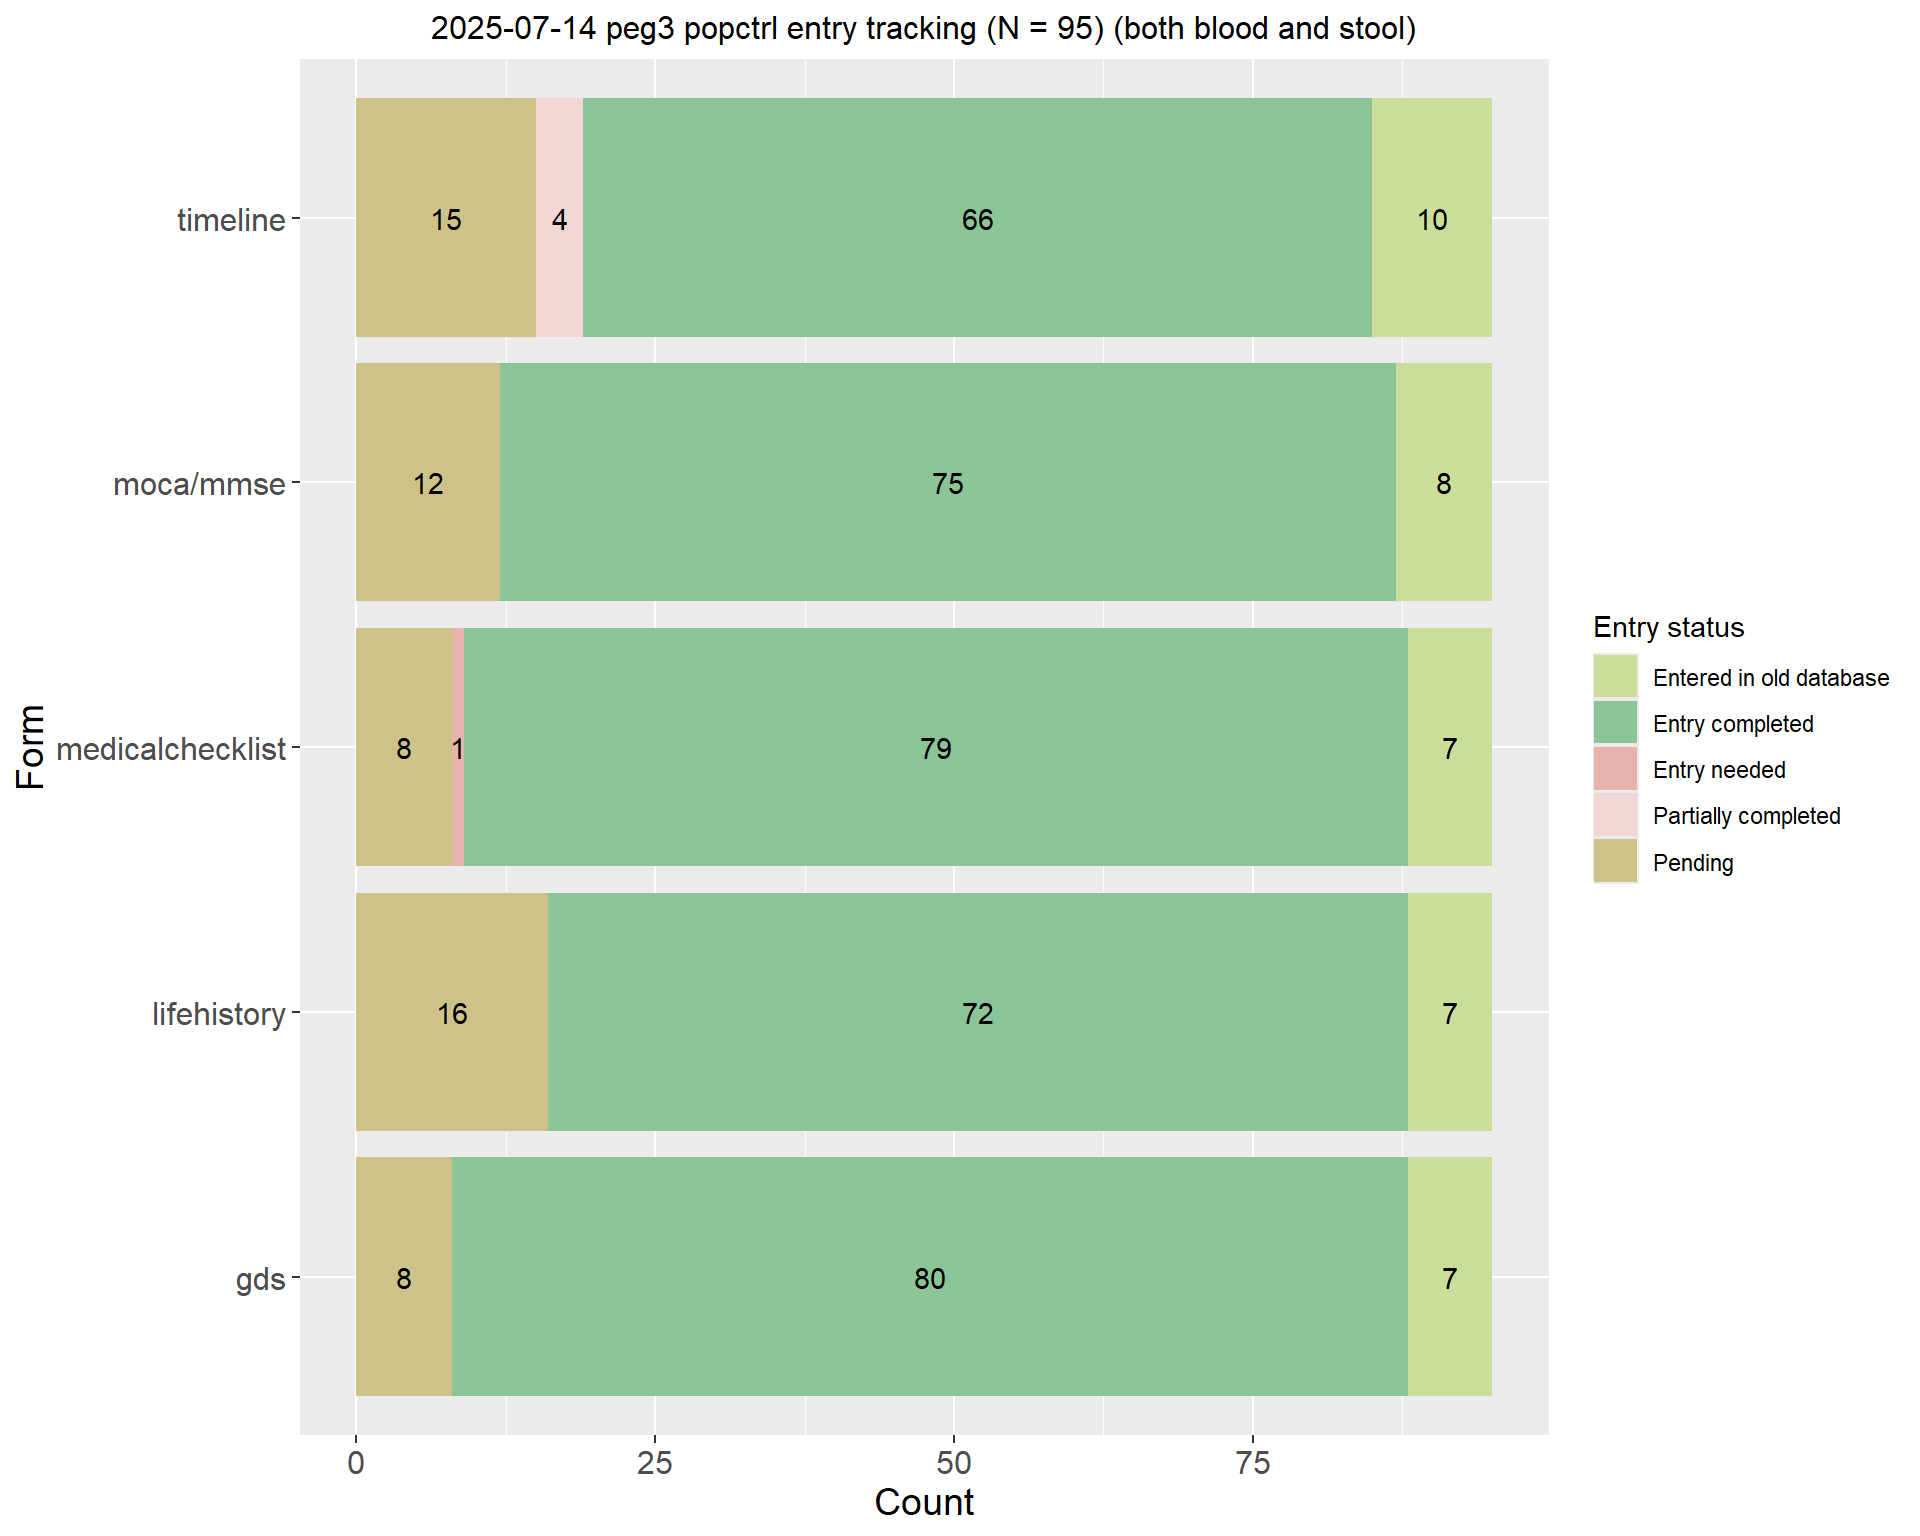 2025-07-14 peg3 popctrl entry tracking (N = 95) (both blood and stool)
Form
timeline
15 4 66 10
moca/mmse
12 75 8
medicalchecklist
8 1 79 7
lifehistory
16 72 7
gds
8 80 7
0 25 50 75
Count
Entry status
Entered in old database
Entry completed
Entry needed
Partially completed
Pending